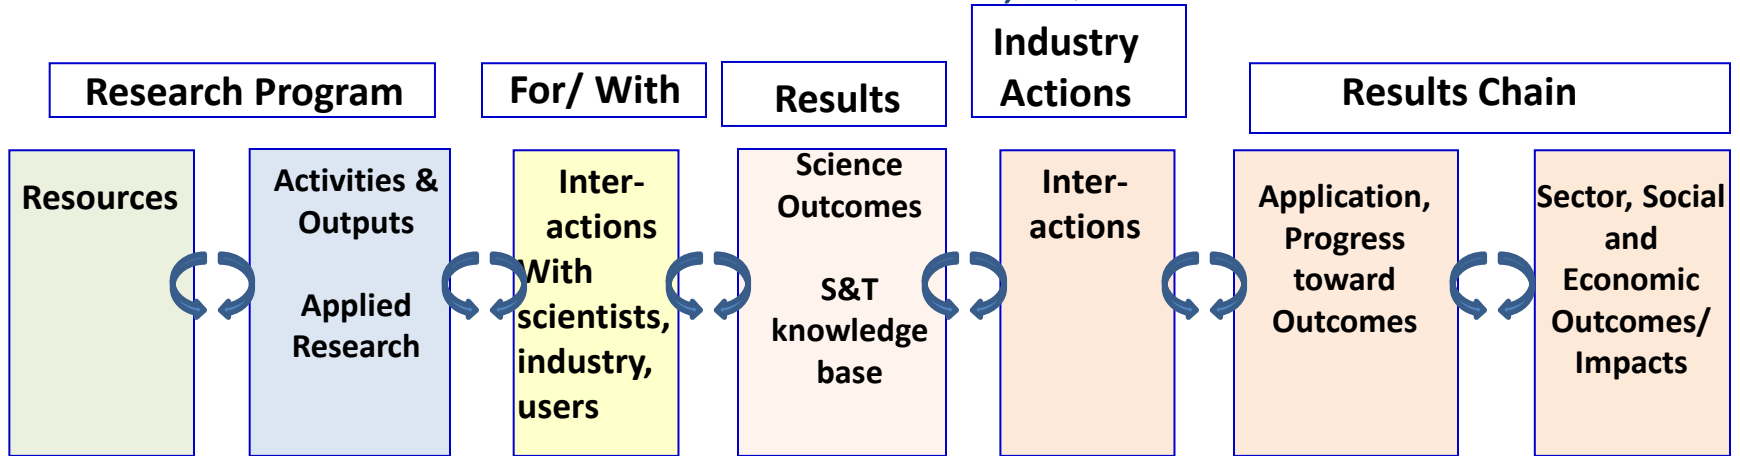 Research Program
For/ With
Results
Industry
Actions
Results Chain
Resources
Activities &
Outputs
Applied
Research
Inter-
actions
With
scientists,
industry,
users
Science
Outcomes
S&T
knowledge
base
Inter-
actions
Application,
Progress
toward
Outcomes
Sector, Social
and
Economic
Outcomes/
Impacts